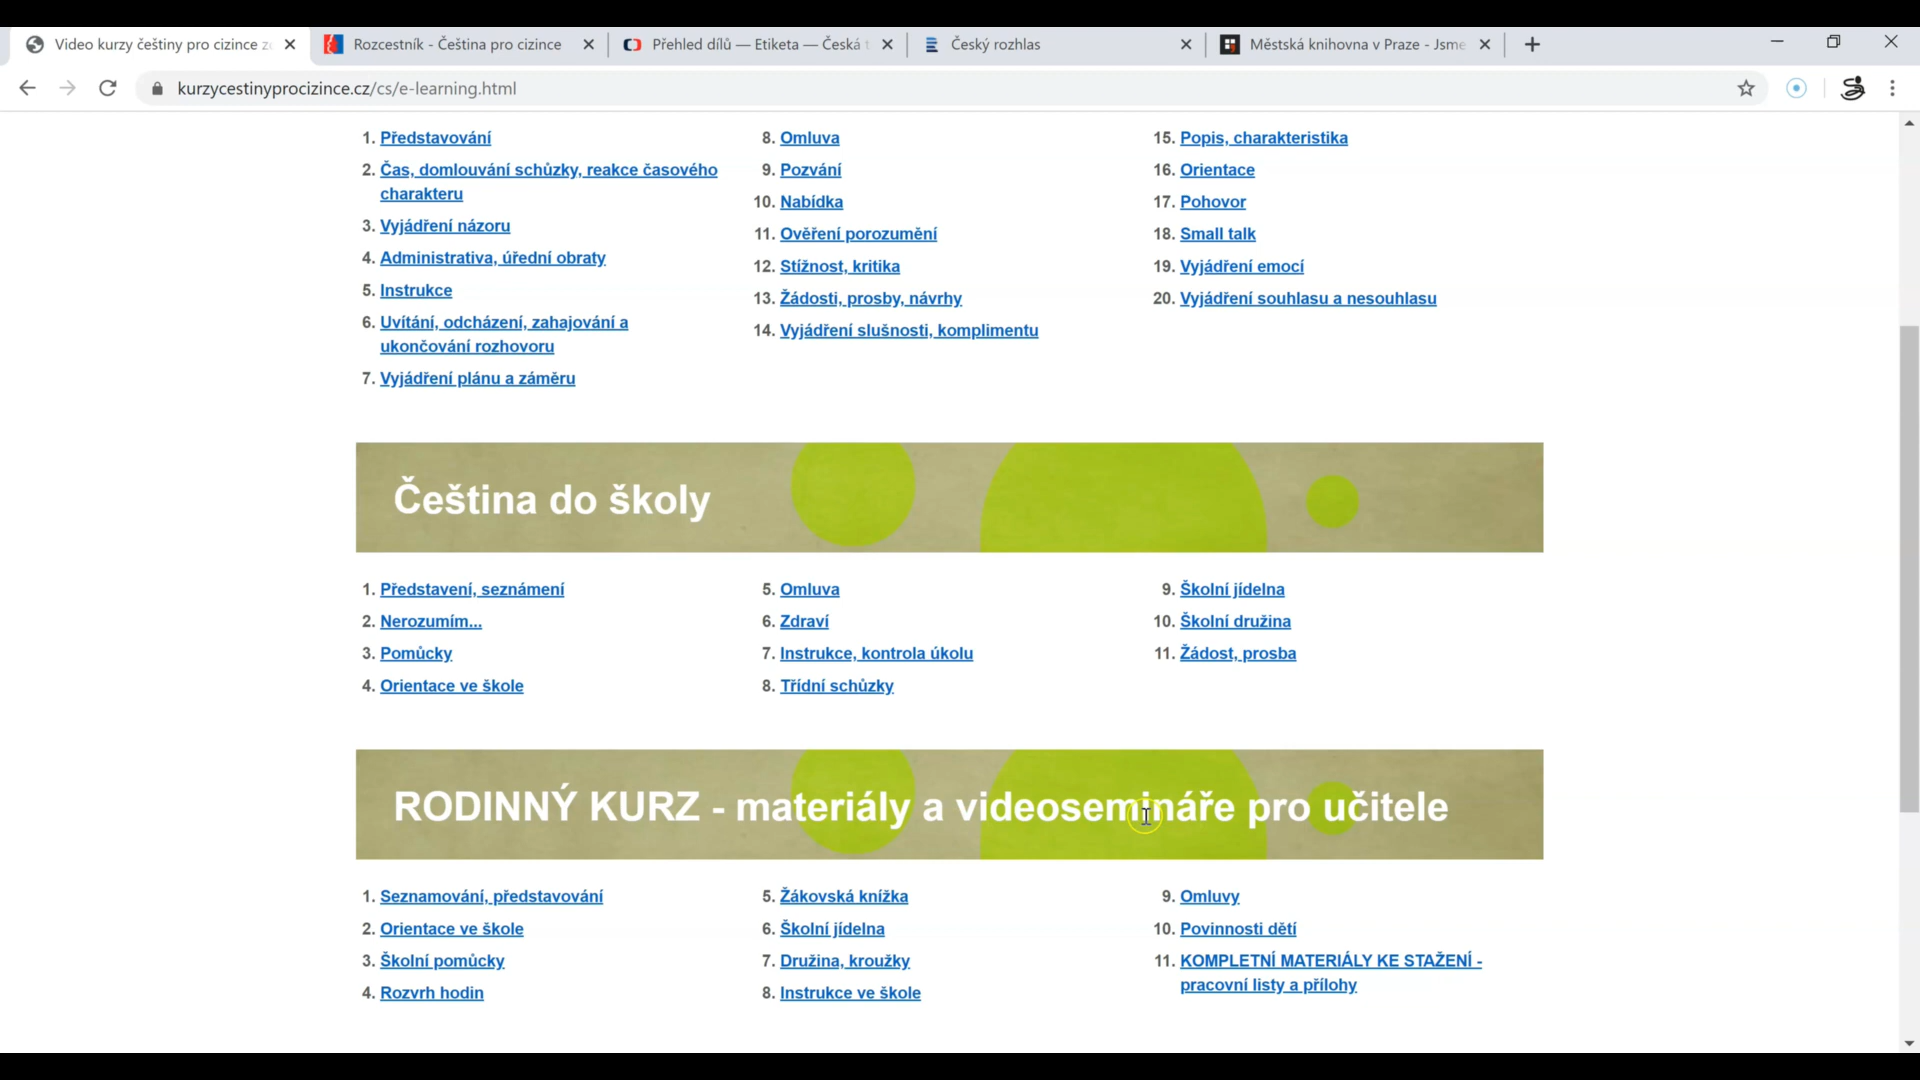 Video kurzy češtiny pro cizince
Rozcestník - Čeština pro cizince
Přehled dílů — Etiketa — Česká
Český rozhlas
Městská knihovna v Praze - Jsme
kurzycestinyprocizince.cz/cs/e-learning.html
1. Představování
2. Čas, domlouvání schůzky, reakce časového
charakteru
3. Vyjádření názoru
4. Administrativa, úřední obraty
5. Instrukce
6. Uvítání, odcházení, zahajování a
ukončování rozhovoru
7. Vyjádření plánu a záměru
8. Omluva
9. Pozvání
10. Nabídka
11. Ověření porozumění
12. Stížnost, kritika
13. Žádosti, prosby, návrhy
14. Vyjádření slušnosti, komplimentu
15. Popis, charakteristika
16. Orientace
17. Pohovor
18. Small talk
19. Vyjádření emocí
20. Vyjádření souhlasu a nesouhlasu
Čeština do školy
1. Představení, seznámení
2. Nerozumím...
3. Pomůcky
4. Orientace ve škole
5. Omluva
6. Zdraví
7. Instrukce, kontrola úkolu
8. Třídní schůzky
9. Školní jídelna
10. Školní družina
11. Žádost, prosba
RODINNÝ KURZ - materiály a videosemináře pro učitele
1. Seznamování, představování
2. Orientace ve škole
3. Školní pomůcky
4. Rozvrh hodin
5. Žákovská knížka
6. Školní jídelna
7. Družina, kroužky
8. Instrukce ve škole
9. Omluvy
10. Povinnosti dětí
11. KOMPLETNÍ MATERIÁLY KE STAŽENÍ -
pracovní listy a přílohy